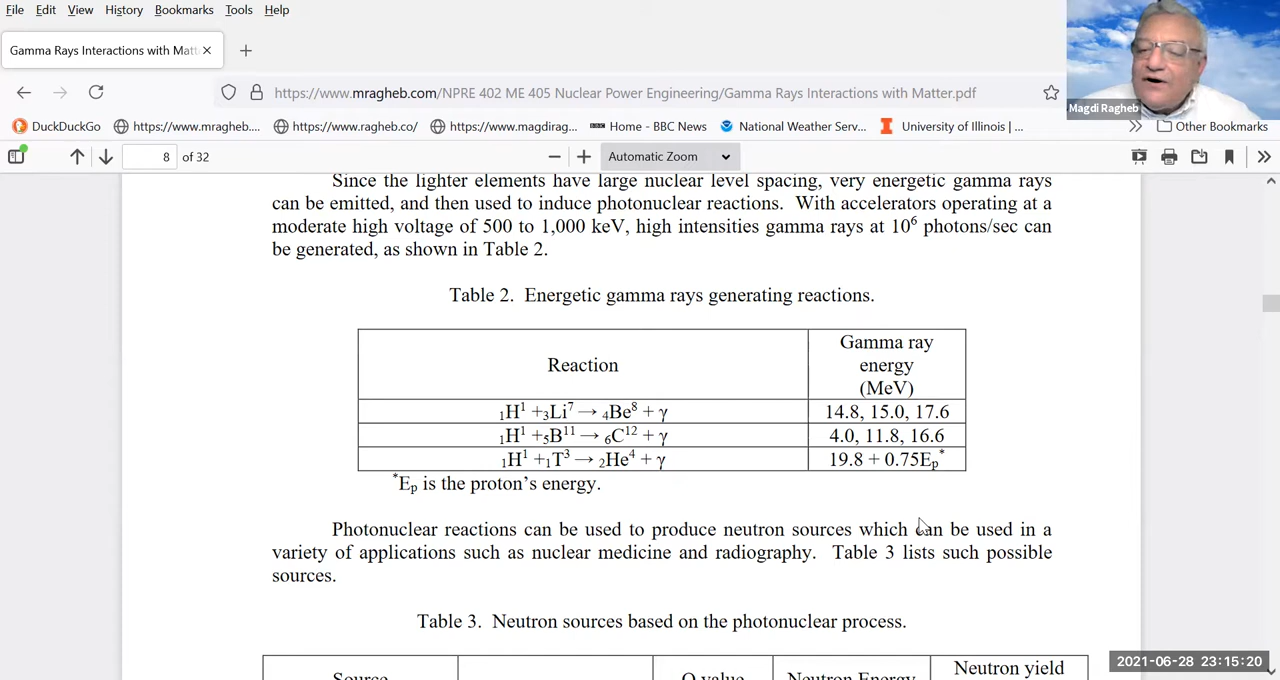 File Edit View History Bookmarks Tools Help
Gamma Rays Interactions with Matt
https://www.mragheb.com/NPRE 402 ME 405 Nuclear Power Engineering/Gamma Rays Interactions with Matter.pdf
Magdi Ragheb
DuckDuckGo https://www.mragheb.... https://www.ragheb.co/ https://www.magdirag... BBC Home - BBC News National Weather Serv... University of Illinois |... Other Bookmarks
8 of 32 Automatic Zoom
Since the lighter elements have large nuclear level spacing, very energetic gamma rays
can be emitted, and then used to induce photonuclear reactions. With accelerators operating at a
moderate high voltage of 500 to 1,000 keV, high intensities gamma rays at 10⁶ photons/sec can
be generated, as shown in Table 2.
Table 2. Energetic gamma rays generating reactions.
Reaction
Gamma ray
energy
(MeV)
₁H¹ +₃Li⁷ → ₄Be⁸ + γ 14.8, 15.0, 17.6
₁H¹ +₅B¹¹ → ₆C¹² + γ 4.0, 11.8, 16.6
₁H¹ +₁T³ → ₂He⁴ + γ 19.8 + 0.75Eₚ*
*Eₚ is the proton's energy.
Photonuclear reactions can be used to produce neutron sources which can be used in a
variety of applications such as nuclear medicine and radiography. Table 3 lists such possible
sources.
Table 3. Neutron sources based on the photonuclear process.
Source Q value Neutron Energy Neutron yield
2021-06-28 23:15:20